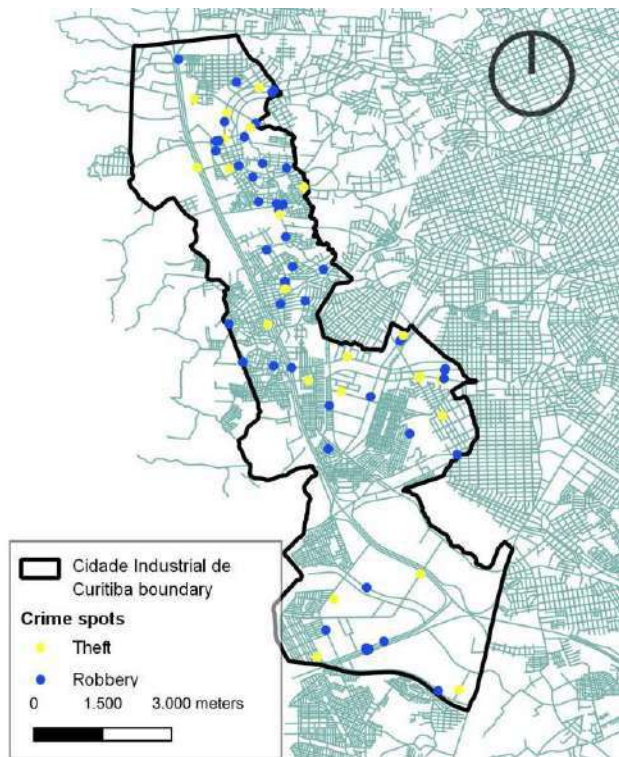 Cidade Industrial de
Curitiba boundary
Crime spots
Theft
Robbery
0 1.500 3.000 meters